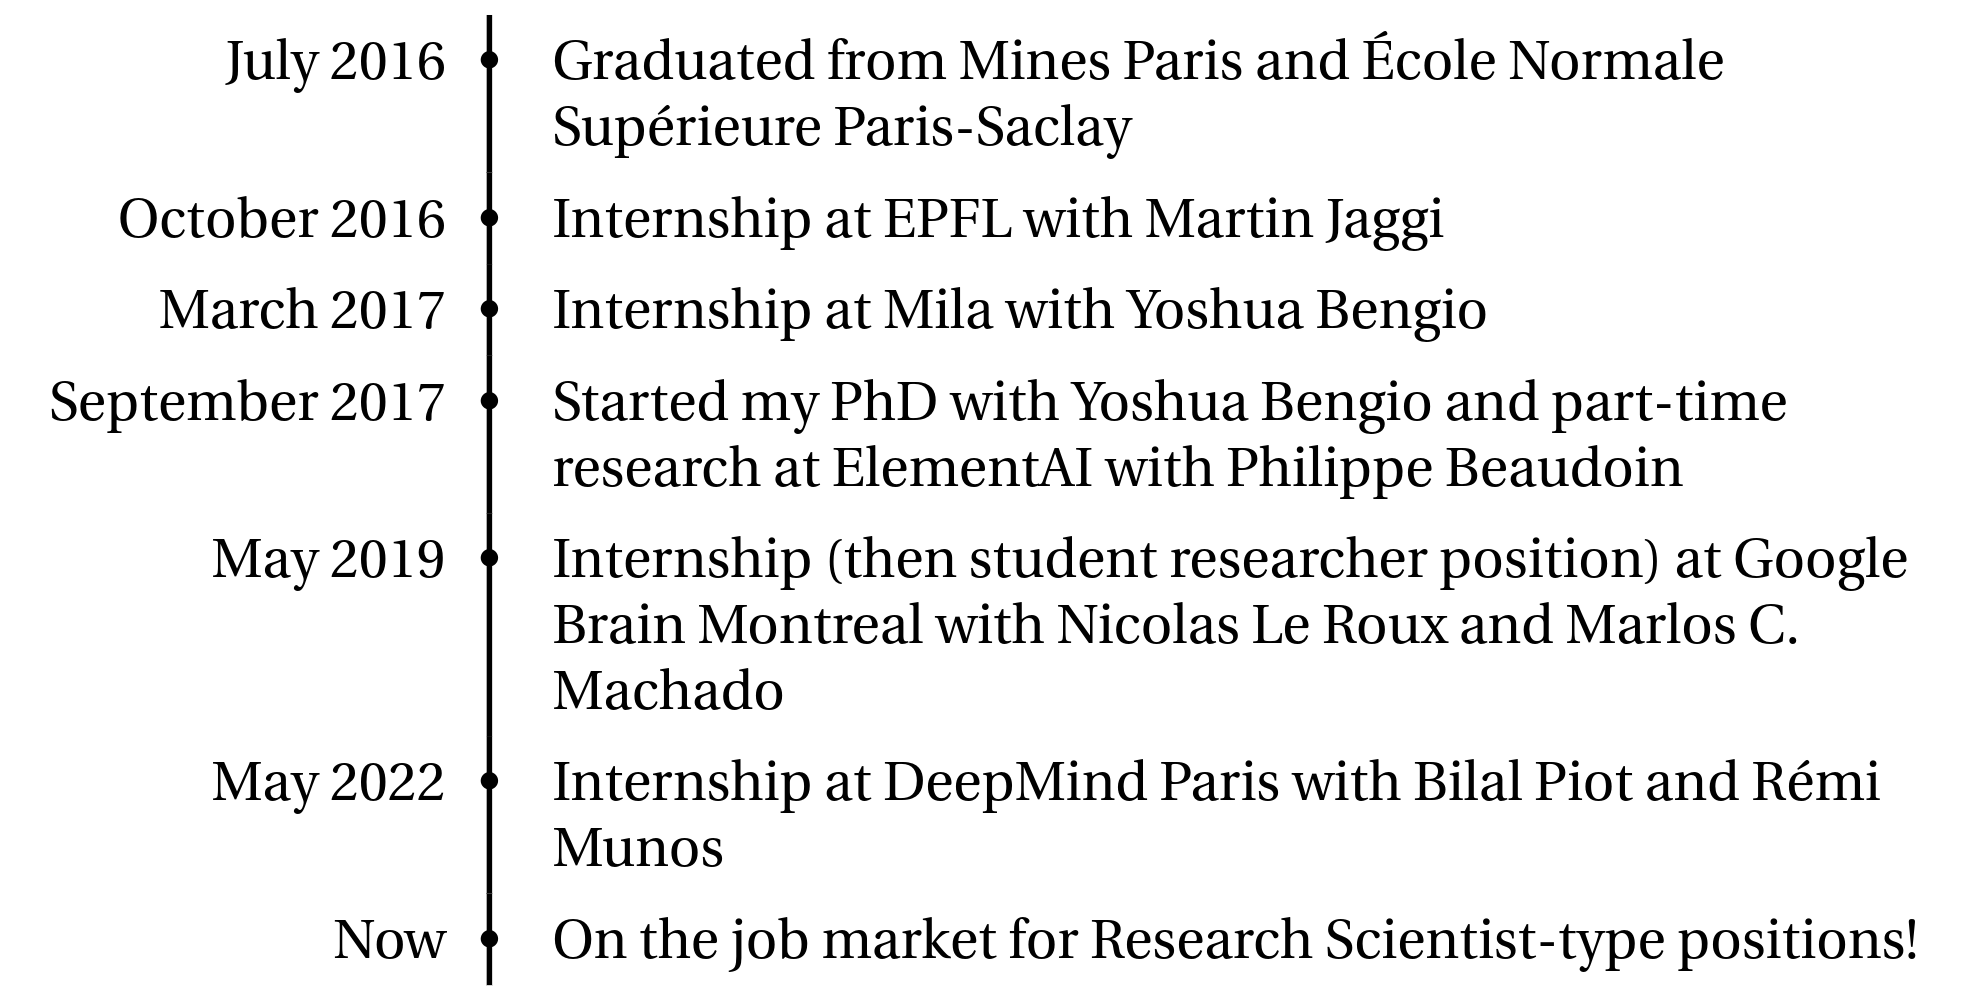 July 2016 Graduated from Mines Paris and École Normale
Supérieure Paris-Saclay
October 2016 Internship at EPFL with Martin Jaggi
March 2017 Internship at Mila with Yoshua Bengio
September 2017 Started my PhD with Yoshua Bengio and part-time
research at ElementAI with Philippe Beaudoin
May 2019 Internship (then student researcher position) at Google
Brain Montreal with Nicolas Le Roux and Marlos C.
Machado
May 2022 Internship at DeepMind Paris with Bilal Piot and Rémi
Munos
Now On the job market for Research Scientist-type positions!